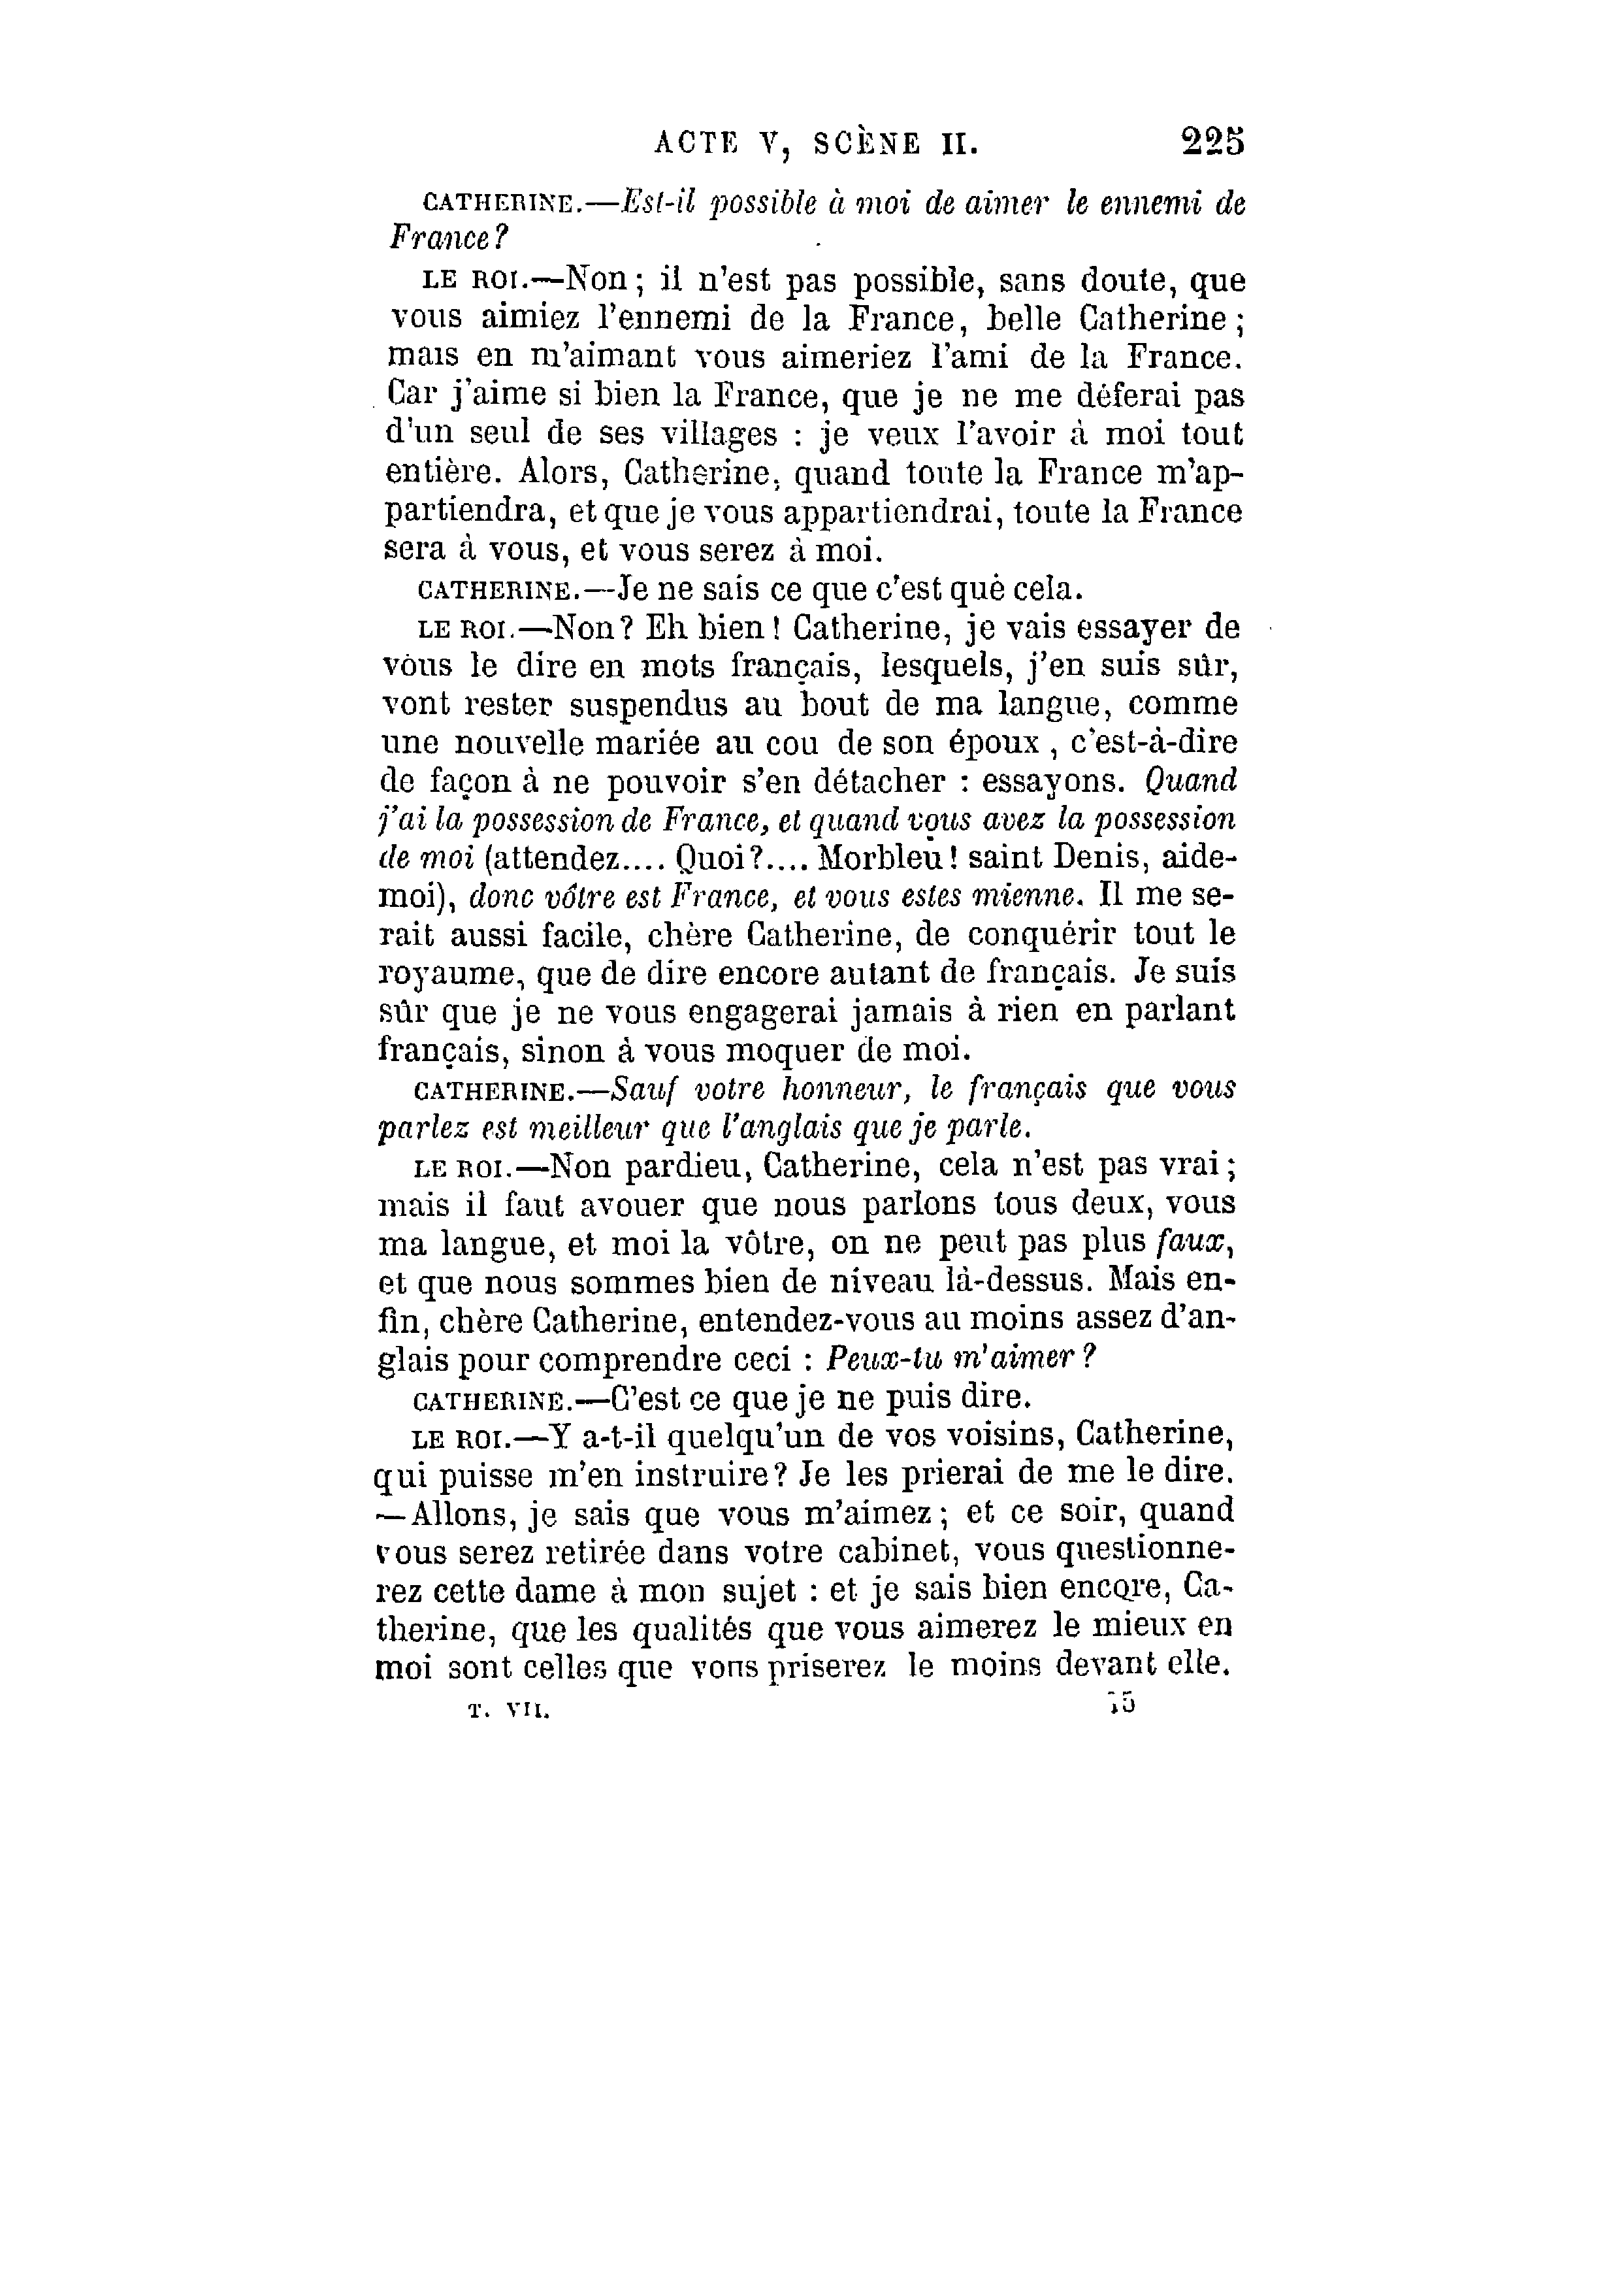 ACTE V, SCÈNE II. 225
CATHERINE.—Est-il possible à moi de aimer le ennemi de
France?
LE ROI.—Non; il n'est pas possible, sans doute, que
vous aimiez l'ennemi de la France, belle Catherine;
mais en m'aimant vous aimeriez l'ami de la France.
Car j'aime si bien la France, que je ne me déferai pas
d'un seul de ses villages : je veux l'avoir à moi tout
entière. Alors, Catherine, quand toute la France m'ap-
partiendra, et que je vous appartiendrai, toute la France
sera à vous, et vous serez à moi.
CATHERINE.—Je ne sais ce que c'est que cela.
LE ROI.—Non? Eh bien! Catherine, je vais essayer de
vous le dire en mots français, lesquels, j'en suis sûr,
vont rester suspendus au bout de ma langue, comme
une nouvelle mariée au cou de son époux, c'est-à-dire
de façon à ne pouvoir s'en détacher : essayons. Quand
j'ai la possession de France, et quand vous avez la possession
de moi (attendez.... Quoi?.... Morbleu! saint Denis, aide-
moi), donc vôtre est France, et vous estes mienne. Il me se-
rait aussi facile, chère Catherine, de conquérir tout le
royaume, que de dire encore autant de français. Je suis
sûr que je ne vous engagerai jamais à rien en parlant
français, sinon à vous moquer de moi.
CATHERINE.—Sauf votre honneur, le français que vous
parlez est meilleur que l'anglais que je parle.
LE ROI.—Non pardieu, Catherine, cela n'est pas vrai;
mais il faut avouer que nous parlons tous deux, vous
ma langue, et moi la vôtre, on ne peut pas plus faux,
et que nous sommes bien de niveau là-dessus. Mais en-
fin, chère Catherine, entendez-vous au moins assez d'an-
glais pour comprendre ceci : Peux-tu m'aimer?
CATHERINE.—C'est ce que je ne puis dire.
LE ROI.—Y a-t-il quelqu'un de vos voisins, Catherine,
qui puisse m'en instruire? Je les prierai de me le dire.
—Allons, je sais que vous m'aimez; et ce soir, quand
vous serez retirée dans votre cabinet, vous questionne-
rez cette dame à mon sujet : et je sais bien encore, Ca-
therine, que les qualités que vous aimerez le mieux en
moi sont celles que vous priserez le moins devant elle.
T. VII. 15